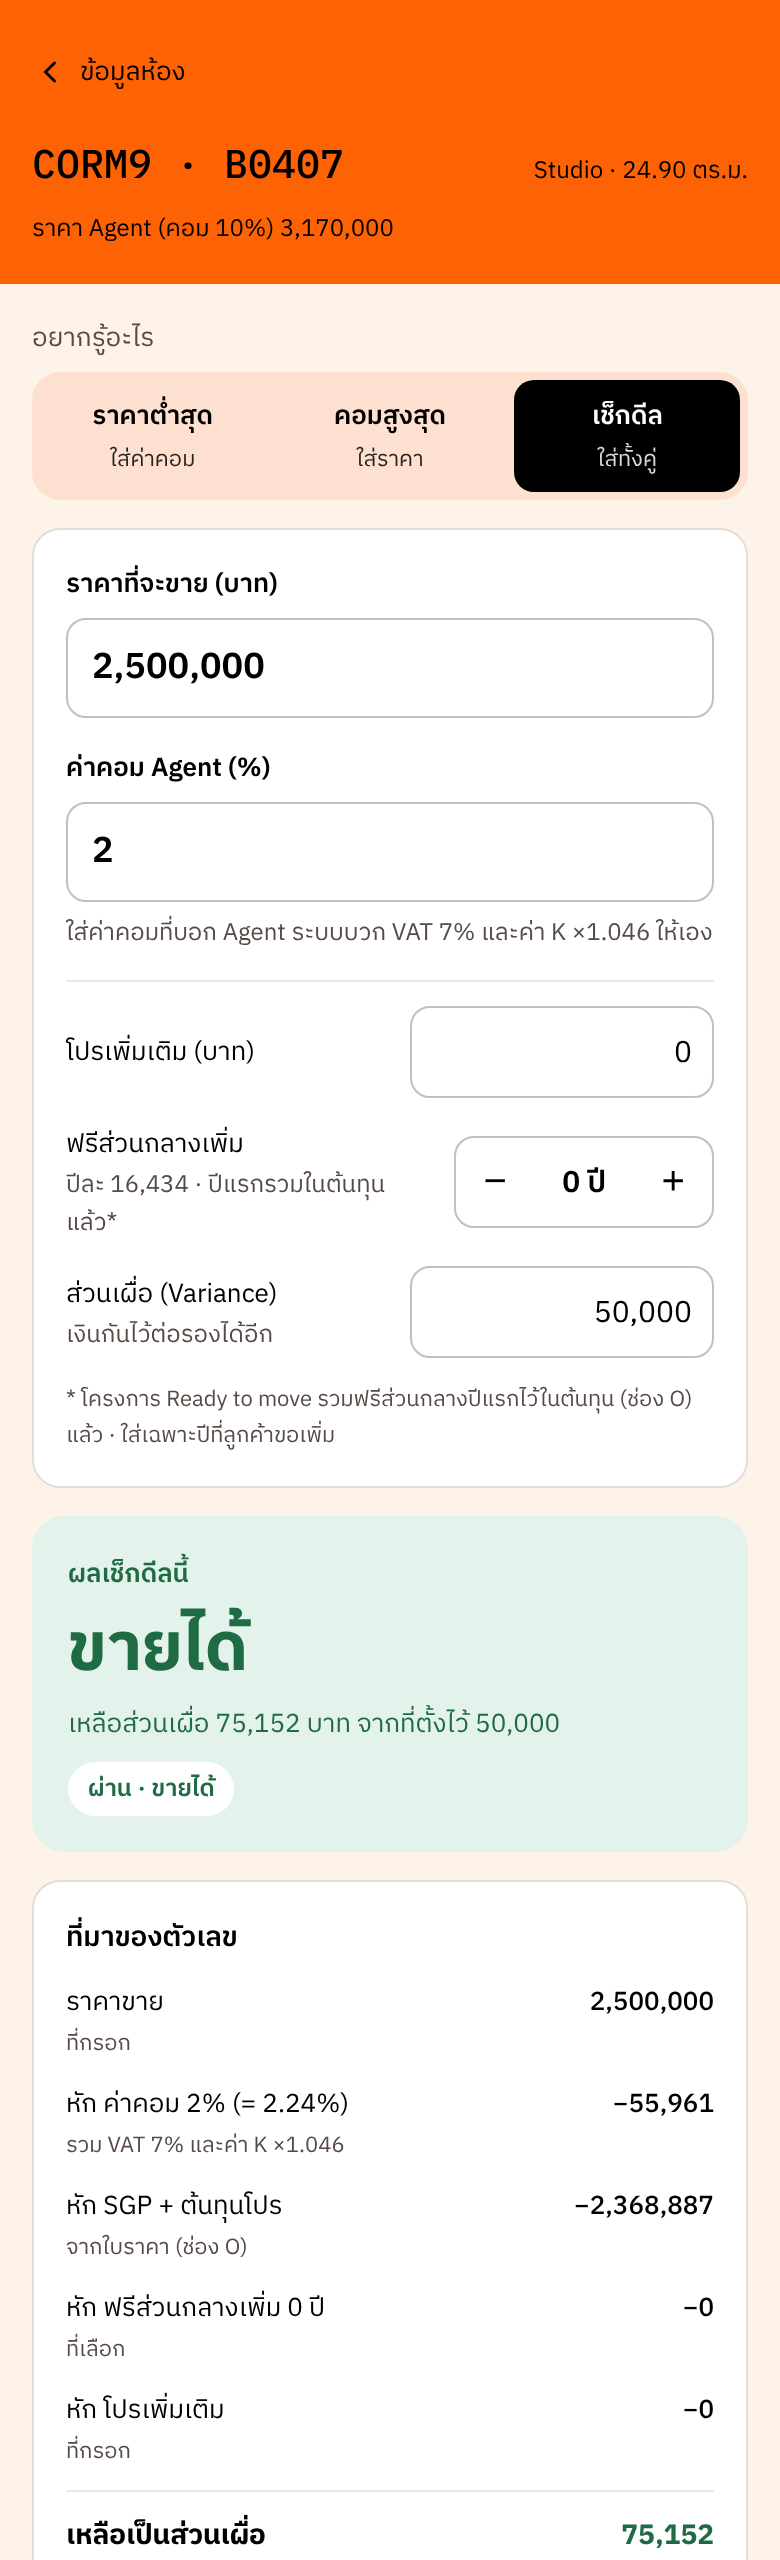 ข้อมูลห้อง
CORM9 · B0407
Studio · 24.90 ตร.ม.
ราคา Agent (คอม 10%) 3,170,000
อยากรู้อะไร
ราคาต่ำสุด
ใส่ค่าคอม
คอมสูงสุด
ใส่ราคา
เช็กดีล
ใส่ทั้งคู่
ราคาที่จะขาย (บาท)
2,500,000
ค่าคอม Agent (%)
2
ใส่ค่าคอมที่บอก Agent ระบบบวก VAT 7% และค่า K ×1.046 ให้เอง
โปรเพิ่มเติม (บาท)
0
ฟรีส่วนกลางเพิ่ม
ปีละ 16,434 · ปีแรกรวมในต้นทุน
แล้ว*
− 0 ปี +
ส่วนเผื่อ (Variance)
เงินกันไว้ต่อรองได้อีก
50,000
* โครงการ Ready to move รวมฟรีส่วนกลางปีแรกไว้ในต้นทุน (ช่อง O)
แล้ว · ใส่เฉพาะปีที่ลูกค้าขอเพิ่ม
ผลเช็กดีลนี้
ขายได้
เหลือส่วนเผื่อ 75,152 บาท จากที่ตั้งไว้ 50,000
ผ่าน · ขายได้
ที่มาของตัวเลข
ราคาขาย 2,500,000
ที่กรอก
หัก ค่าคอม 2% (= 2.24%) −55,961
รวม VAT 7% และค่า K ×1.046
หัก SGP + ต้นทุนโปร −2,368,887
จากใบราคา (ช่อง O)
หัก ฟรีส่วนกลางเพิ่ม 0 ปี −0
ที่เลือก
หัก โปรเพิ่มเติม −0
ที่กรอก
เหลือเป็นส่วนเผื่อ 75,152